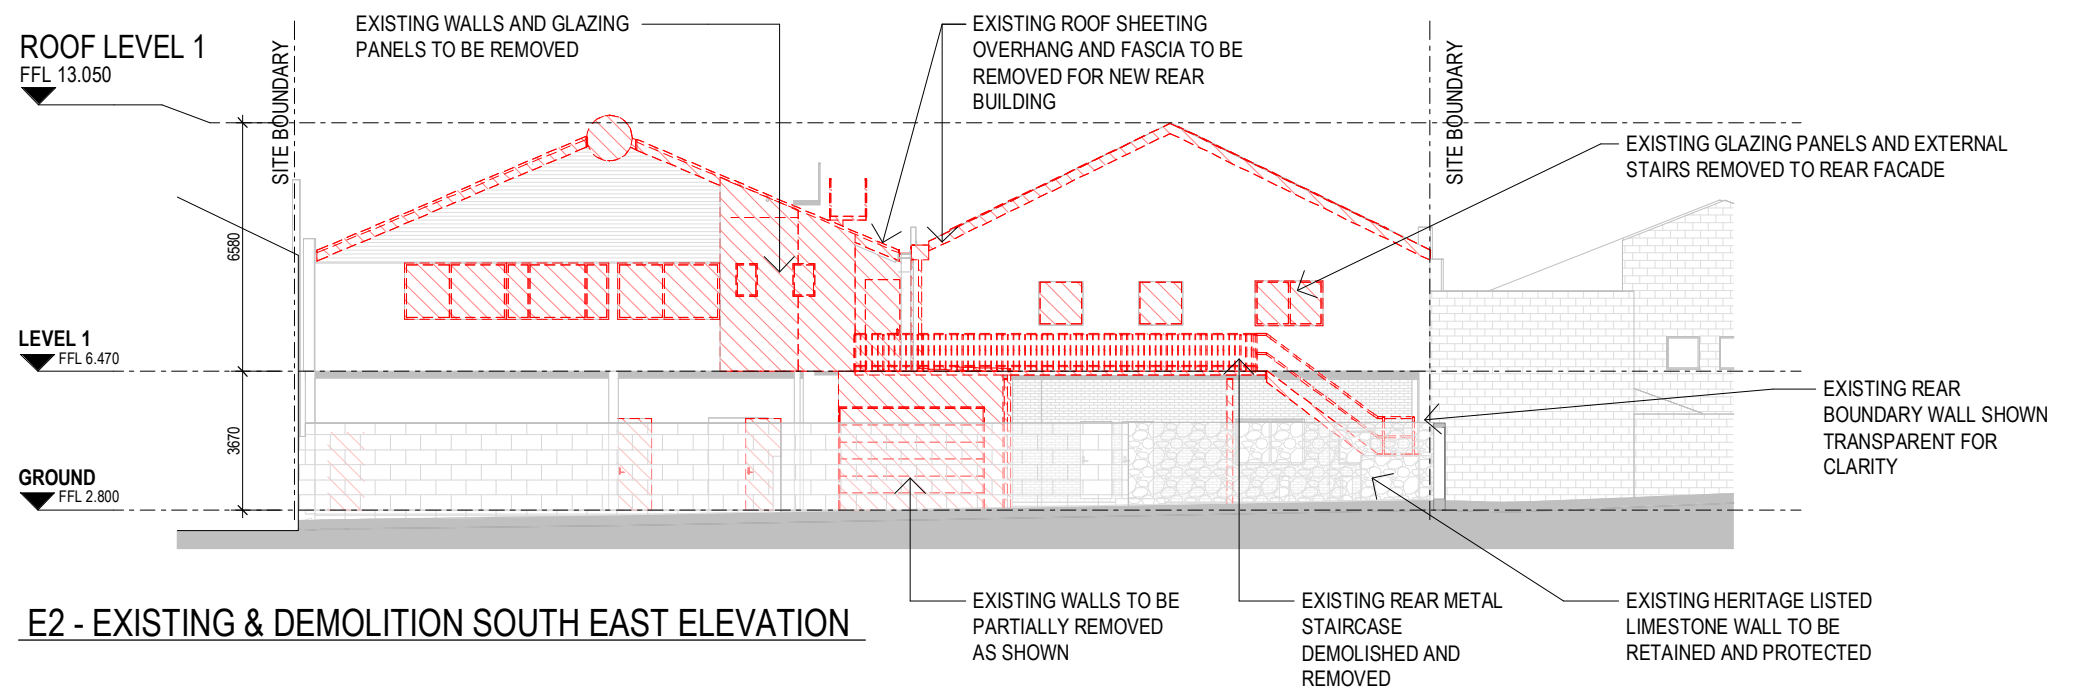 EXISTING WALLS AND GLAZING
PANELS TO BE REMOVED
EXISTING ROOF SHEETING
OVERHANG AND FASCIA TO BE
REMOVED FOR NEW REAR
BUILDING
ROOF LEVEL 1
FFL 13.050
SITE BOUNDARY
SITE BOUNDARY
EXISTING GLAZING PANELS AND EXTERNAL
STAIRS REMOVED TO REAR FACADE
6580
LEVEL 1
FFL 6.470
EXISTING REAR
BOUNDARY WALL SHOWN
TRANSPARENT FOR
CLARITY
3670
GROUND
FFL 2.800
E2 - EXISTING & DEMOLITION SOUTH EAST ELEVATION
EXISTING WALLS TO BE
PARTIALLY REMOVED
AS SHOWN
EXISTING REAR METAL
STAIRCASE
DEMOLISHED AND
REMOVED
EXISTING HERITAGE LISTED
LIMESTONE WALL TO BE
RETAINED AND PROTECTED